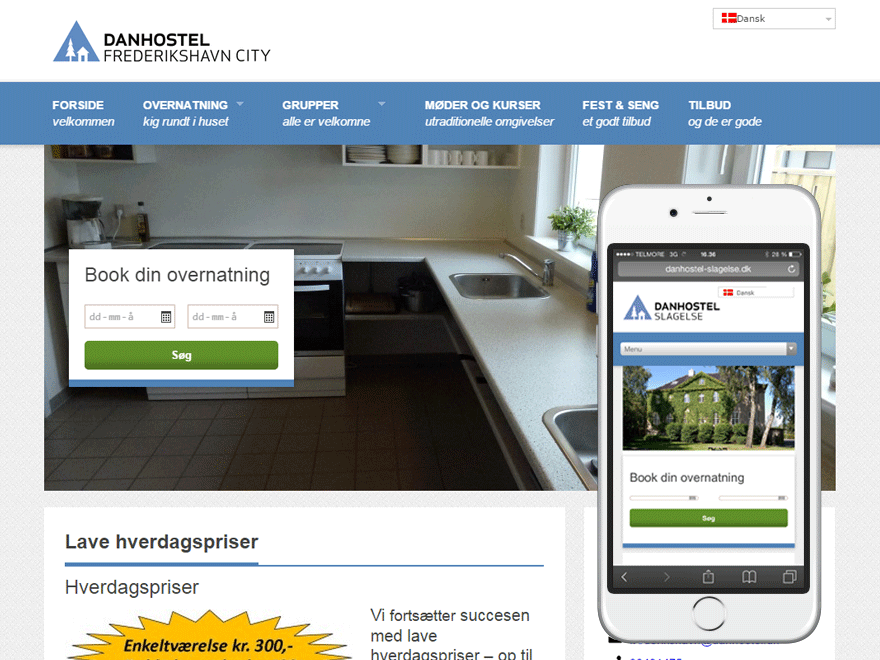 Dansk
DANHOSTEL
FREDERIKSHAVN CITY
FORSIDE
velkommen
OVERNATNING
kig rundt i huset
GRUPPER
alle er velkomne
MØDER OG KURSER
utraditionelle omgivelser
FEST & SENG
et godt tilbud
TILBUD
og de er gode
Book din overnatning
dd-mm-å dd-mm-å
Søg
TELMORE 3G 16.36 28 %
danhostel-slagelse.dk
Dansk
DANHOSTEL
SLAGELSE
Menu
Book din overnatning
Søg
Lave hverdagspriser
Hverdagspriser
Enkeltværelse kr. 300,-
Vi fortsætter succesen
med lave
hverdagspriser – op til